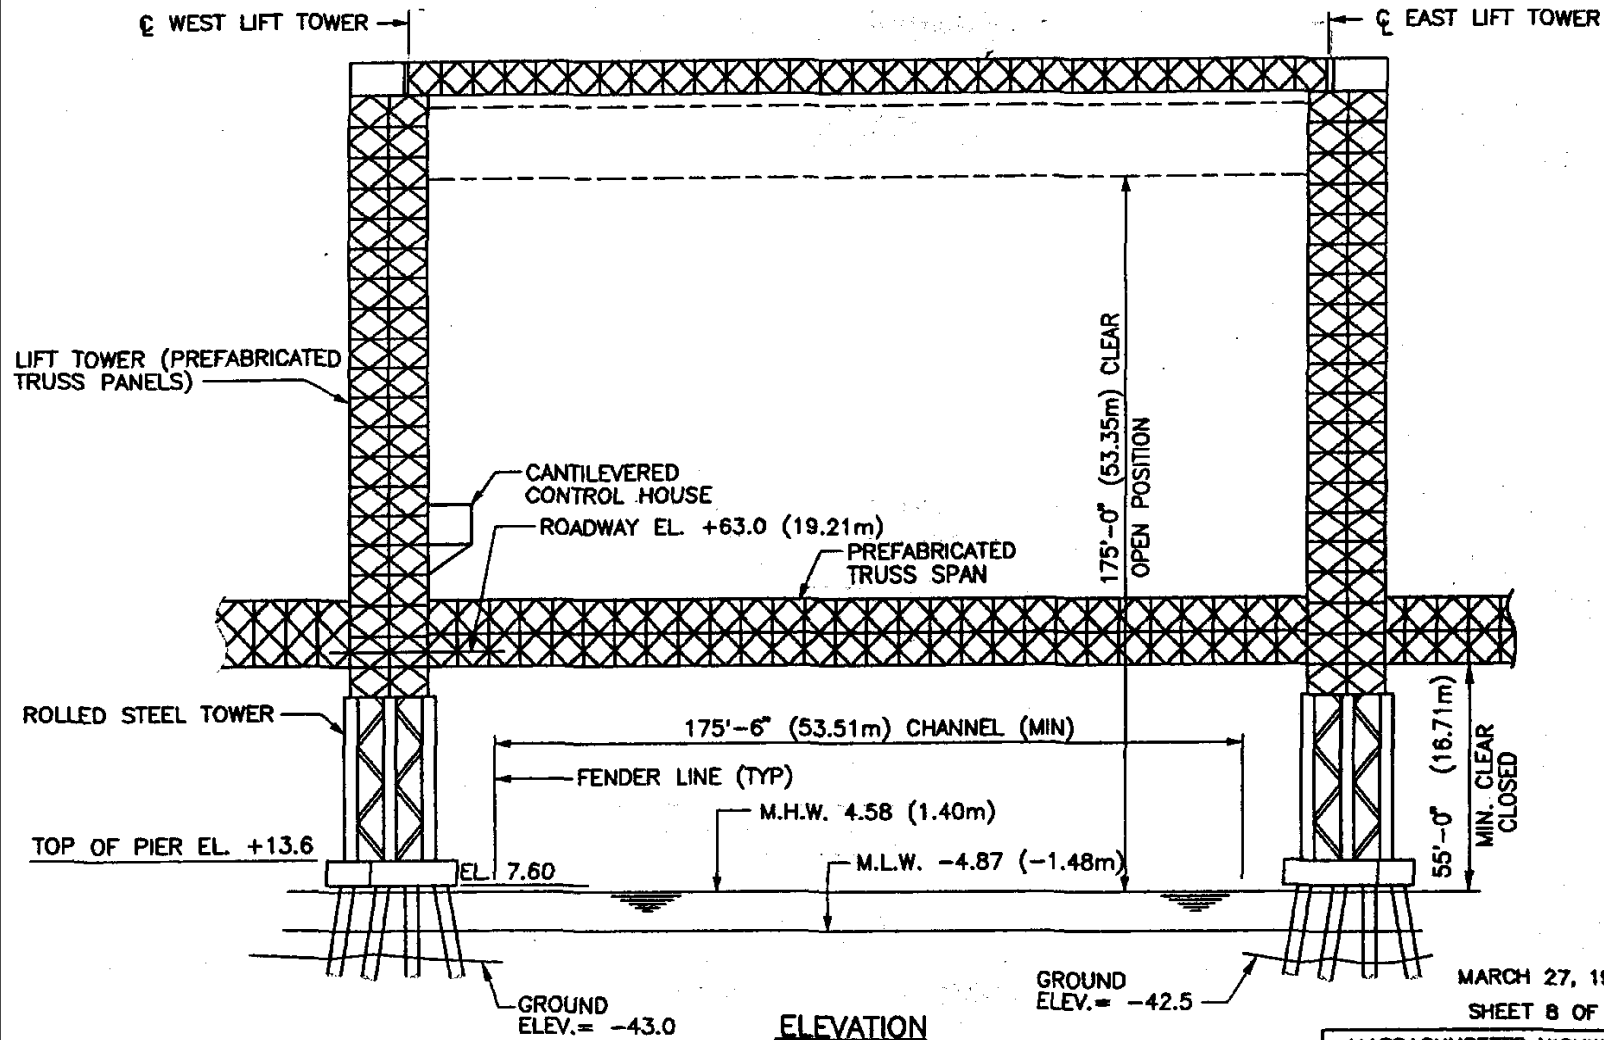 ℄ WEST LIFT TOWER
℄ EAST LIFT TOWER
LIFT TOWER (PREFABRICATED
TRUSS PANELS)
175'-0" (53.35m) CLEAR
OPEN POSITION
CANTILEVERED
CONTROL HOUSE
ROADWAY EL. +63.0 (19.21m)
PREFABRICATED
TRUSS SPAN
ROLLED STEEL TOWER
175'-6" (53.51m) CHANNEL (MIN)
55'-0" (16.71m)
MIN. CLEAR
CLOSED
FENDER LINE (TYP)
M.H.W. 4.58 (1.40m)
TOP OF PIER EL. +13.6
M.L.W. -4.87 (-1.48m)
EL. 7.60
GROUND
ELEV.= -43.0
GROUND
ELEV.= -42.5
ELEVATION
MARCH 27, 19
SHEET 8 OF